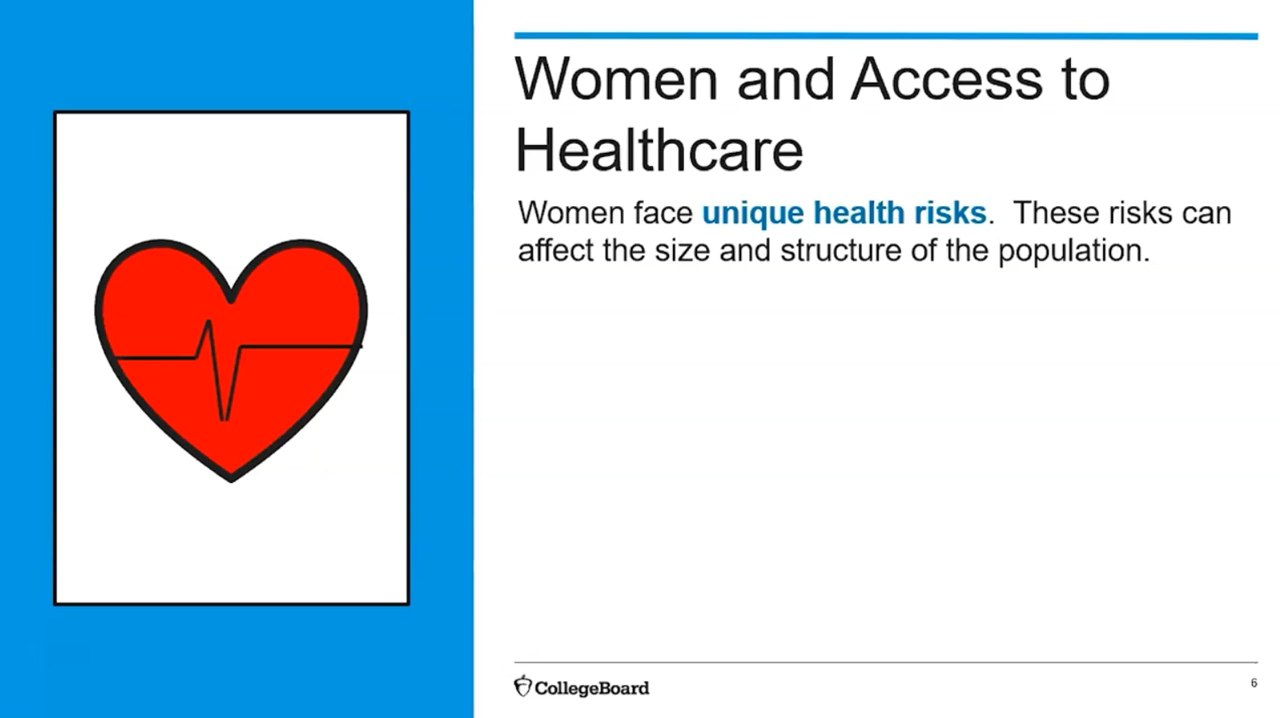 Women and Access to
Healthcare
Women face unique health risks. These risks can
affect the size and structure of the population.
CollegeBoard
6